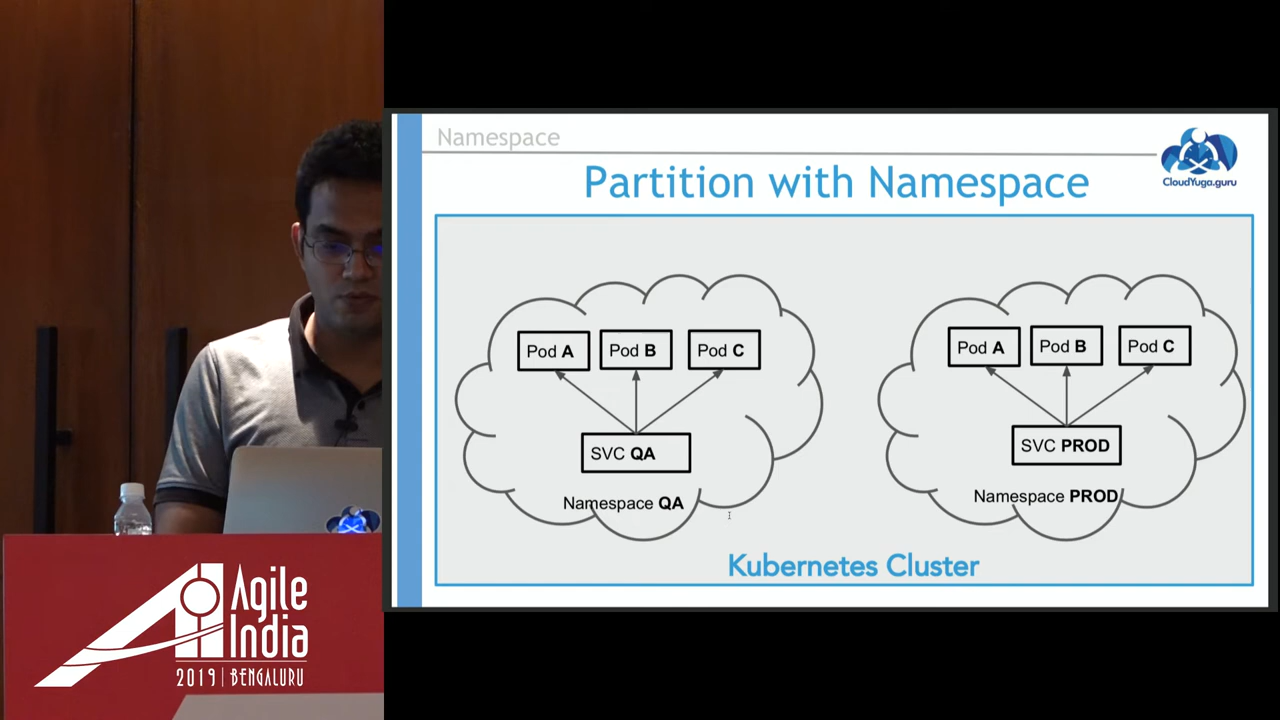 Namespace
CloudYuga.guru
Partition with Namespace
Pod A
Pod B
Pod C
SVC QA
Namespace QA
Pod A
Pod B
Pod C
SVC PROD
Namespace PROD
Kubernetes Cluster
Agile
India
2019 | BENGALURU